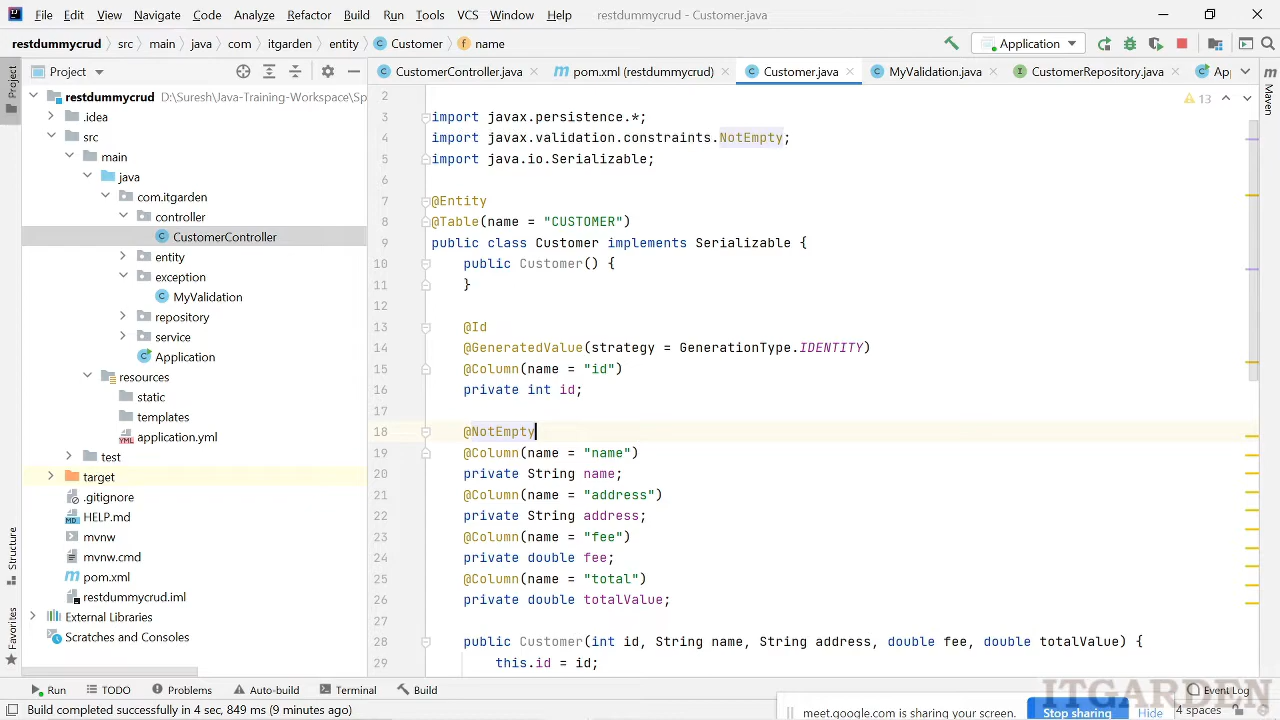 File Edit View Navigate Code Analyze Refactor Build Run Tools VCS Window Help restdummycrud - Customer.java
restdummycrud src main java com itgarden entity Customer name Application
Project
CustomerController.java pom.xml (restdummycrud) Customer.java MyValidation.java CustomerRepository.java Ap
Project
Structure
Favorites
Maven
restdummycrud D:\Suresh\Java-Training-Workspace\Sp
.idea
src
main
java
com.itgarden
controller
CustomerController
entity
exception
MyValidation
repository
service
Application
resources
static
templates
application.yml
test
target
.gitignore
HELP.md
mvnw
mvnw.cmd
pom.xml
restdummycrud.iml
External Libraries
Scratches and Consoles
13
2
3 import javax.persistence.*;
4 import javax.validation.constraints.NotEmpty;
5 import java.io.Serializable;
6
7 @Entity
8 @Table(name = "CUSTOMER")
9 public class Customer implements Serializable {
10 public Customer() {
11 }
12
13 @Id
14 @GeneratedValue(strategy = GenerationType.IDENTITY)
15 @Column(name = "id")
16 private int id;
17
18 @NotEmpty
19 @Column(name = "name")
20 private String name;
21 @Column(name = "address")
22 private String address;
23 @Column(name = "fee")
24 private double fee;
25 @Column(name = "total")
26 private double totalValue;
27
28 public Customer(int id, String name, String address, double fee, double totalValue) {
29 this.id = id;
Run TODO Problems Auto-build Terminal Build Event Log
ITGARDEN
Build completed successfully in 4 sec, 849 ms (9 minutes ago) 4 spaces
meet.google.com is sharing your screen. Stop sharing Hide